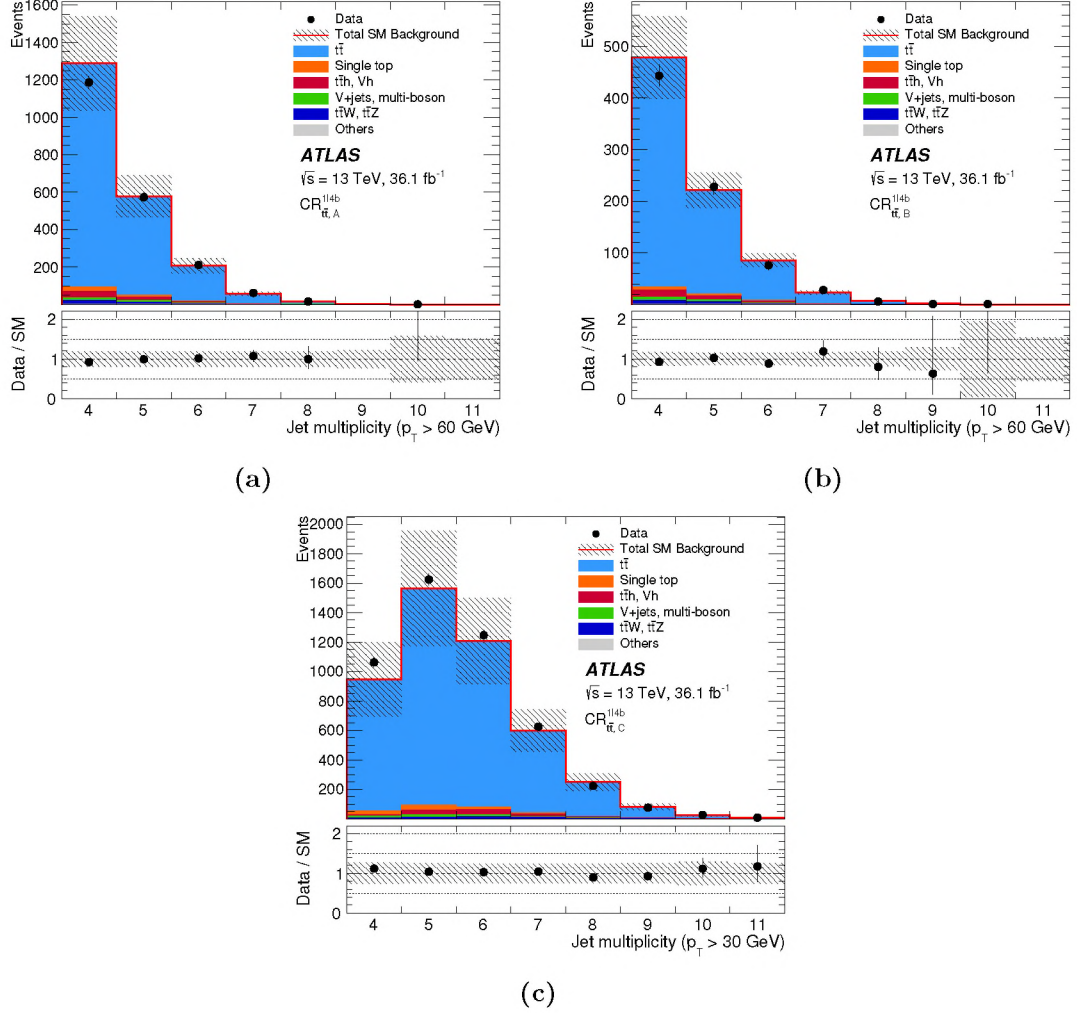 Events
1600
1400
1200
1000
800
600
400
200
Data
Total SM Background
tt̄
Single top
tt̄h, Vh
V+jets, multi-boson
tt̄W, tt̄Z
Others
ATLAS
√s = 13 TeV, 36.1 fb⁻¹
CR 1l4b tt̄, A
Data / SM
2
1
0
4 5 6 7 8 9 10 11
Jet multiplicity (p_T > 60 GeV)
(a)
Events
500
400
300
200
100
Data
Total SM Background
tt̄
Single top
tt̄h, Vh
V+jets, multi-boson
tt̄W, tt̄Z
Others
ATLAS
√s = 13 TeV, 36.1 fb⁻¹
CR 1l4b tt̄, B
Data / SM
2
1
0
4 5 6 7 8 9 10 11
Jet multiplicity (p_T > 60 GeV)
(b)
Events
2000
1800
1600
1400
1200
1000
800
600
400
200
Data
Total SM Background
tt̄
Single top
tt̄h, Vh
V+jets, multi-boson
tt̄W, tt̄Z
Others
ATLAS
√s = 13 TeV, 36.1 fb⁻¹
CR 1l4b tt̄, C
Data / SM
2
1
0
4 5 6 7 8 9 10 11
Jet multiplicity (p_T > 30 GeV)
(c)